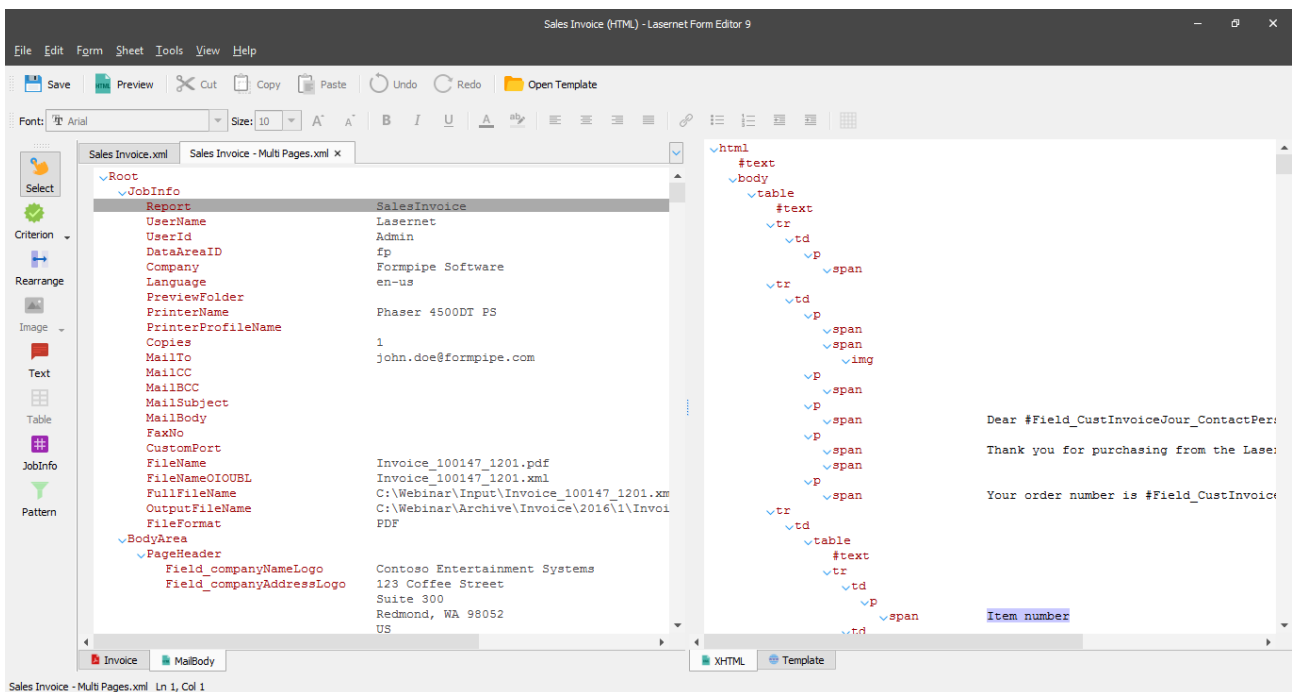 Sales Invoice (HTML) - Lasernet Form Editor 9
File Edit Form Sheet Tools View Help
Save Preview Cut Copy Paste Undo Redo Open Template
Font: Arial Size: 10 A A B I U A ab
Select
Criterion
Rearrange
Image
Text
Table
JobInfo
Pattern
Sales Invoice.xml Sales Invoice - Multi Pages.xml ×
Root
JobInfo
Report SalesInvoice
UserName Lasernet
UserId Admin
DataAreaID fp
Company Formpipe Software
Language en-us
PreviewFolder
PrinterName Phaser 4500DT PS
PrinterProfileName
Copies 1
MailTo john.doe@formpipe.com
MailCC
MailBCC
MailSubject
MailBody
FaxNo
CustomPort
FileName Invoice_100147_1201.pdf
FileNameOIOUBL Invoice_100147_1201.xml
FullFileName C:\Webinar\Input\Invoice_100147_1201.xm
OutputFileName C:\Webinar\Archive\Invoice\2016\1\Invoi
FileFormat PDF
BodyArea
PageHeader
Field_companyNameLogo Contoso Entertainment Systems
Field_companyAddressLogo 123 Coffee Street
Suite 300
Redmond, WA 98052
US
Invoice MailBody
html
#text
body
table
#text
tr
td
p
span
tr
td
p
span
span
img
p
span
p
span Dear #Field_CustInvoiceJour_ContactPer
p
span Thank you for purchasing from the Lase
span
p
span Your order number is #Field_CustInvoice
tr
td
table
#text
tr
td
p
span Item number
td
XHTML Template
Sales Invoice - Multi Pages.xml Ln 1, Col 1